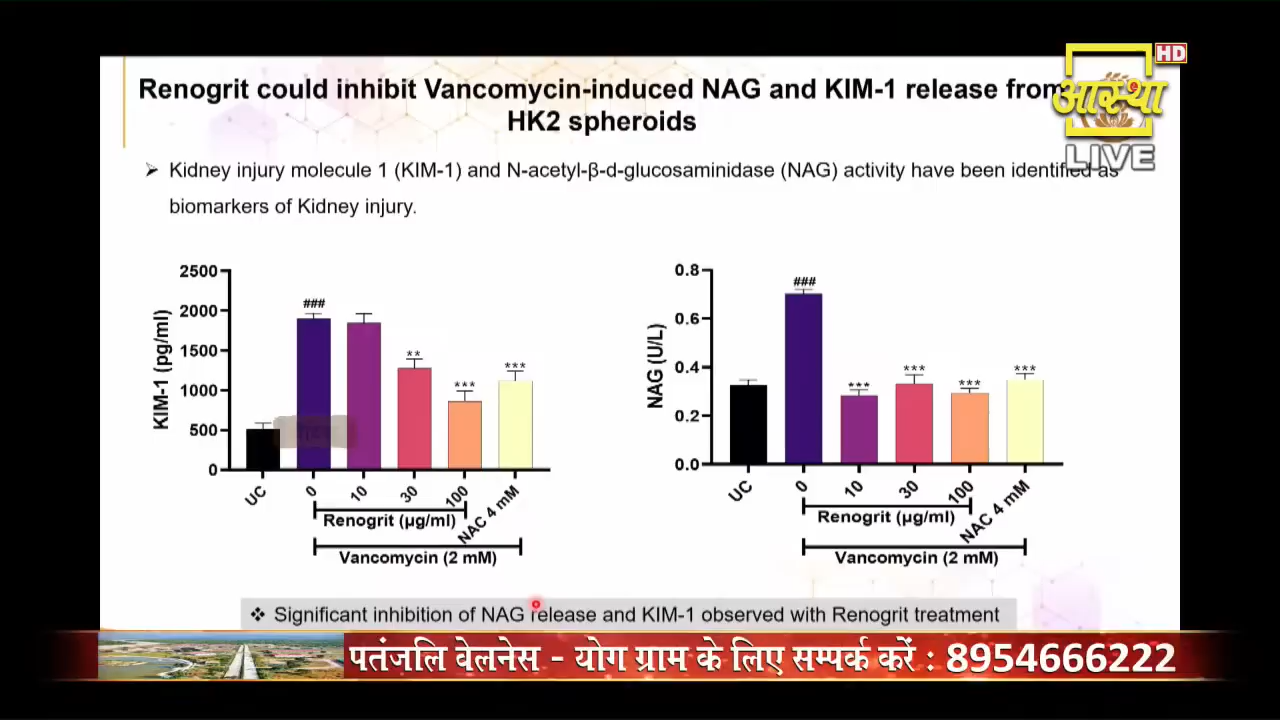 HD
आस्था
LIVE
Renogrit could inhibit Vancomycin-induced NAG and KIM-1 release from
HK2 spheroids
➢ Kidney injury molecule 1 (KIM-1) and N-acetyl-β-d-glucosaminidase (NAG) activity have been identified as
biomarkers of Kidney injury.
KIM-1 (pg/ml)
2500
2000
1500
1000
500
0
###
**
***
***
UC
0
10
30
100
NAC 4 mM
Renogrit (µg/ml)
Vancomycin (2 mM)
NAG (U/L)
0.8
0.6
0.4
0.2
0.0
###
***
***
***
***
UC
0
10
30
100
NAC 4 mM
Renogrit (µg/ml)
Vancomycin (2 mM)
❖ Significant inhibition of NAG release and KIM-1 observed with Renogrit treatment
पतंजलि वेलनेस - योग ग्राम के लिए सम्पर्क करें : 8954666222